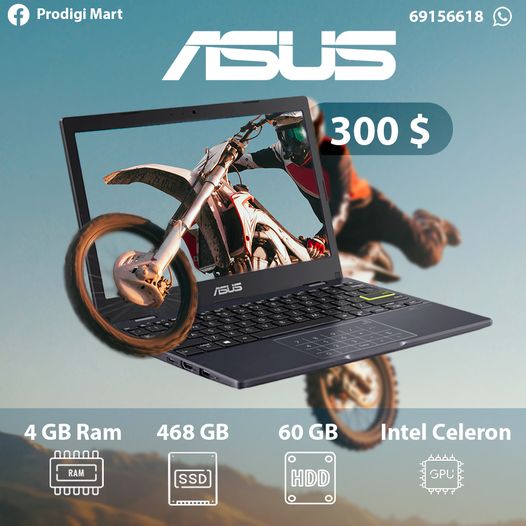 Prodigi Mart
69156618
ASUS
300 $
ASUS
4 GB Ram
468 GB
60 GB
Intel Celeron
RAM
SSD
HDD
GPU